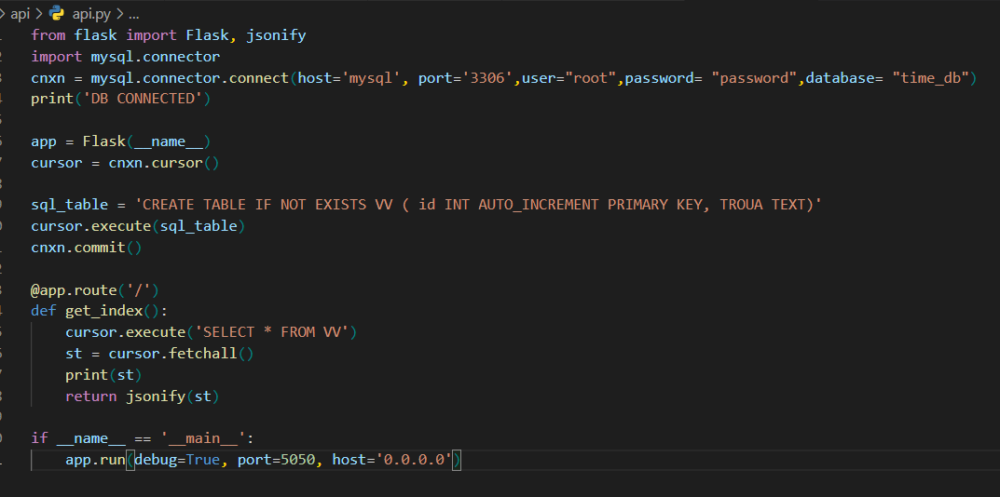 api > api.py > ...
from flask import Flask, jsonify
import mysql.connector
cnxn = mysql.connector.connect(host='mysql', port='3306',user="root",password= "password",database= "time_db")
print('DB CONNECTED')
app = Flask(__name__)
cursor = cnxn.cursor()
sql_table = 'CREATE TABLE IF NOT EXISTS VV ( id INT AUTO_INCREMENT PRIMARY KEY, TROUA TEXT)'
cursor.execute(sql_table)
cnxn.commit()
@app.route('/')
def get_index():
    cursor.execute('SELECT * FROM VV')
    st = cursor.fetchall()
    print(st)
    return jsonify(st)
if __name__ == '__main__':
    app.run(debug=True, port=5050, host='0.0.0.0')